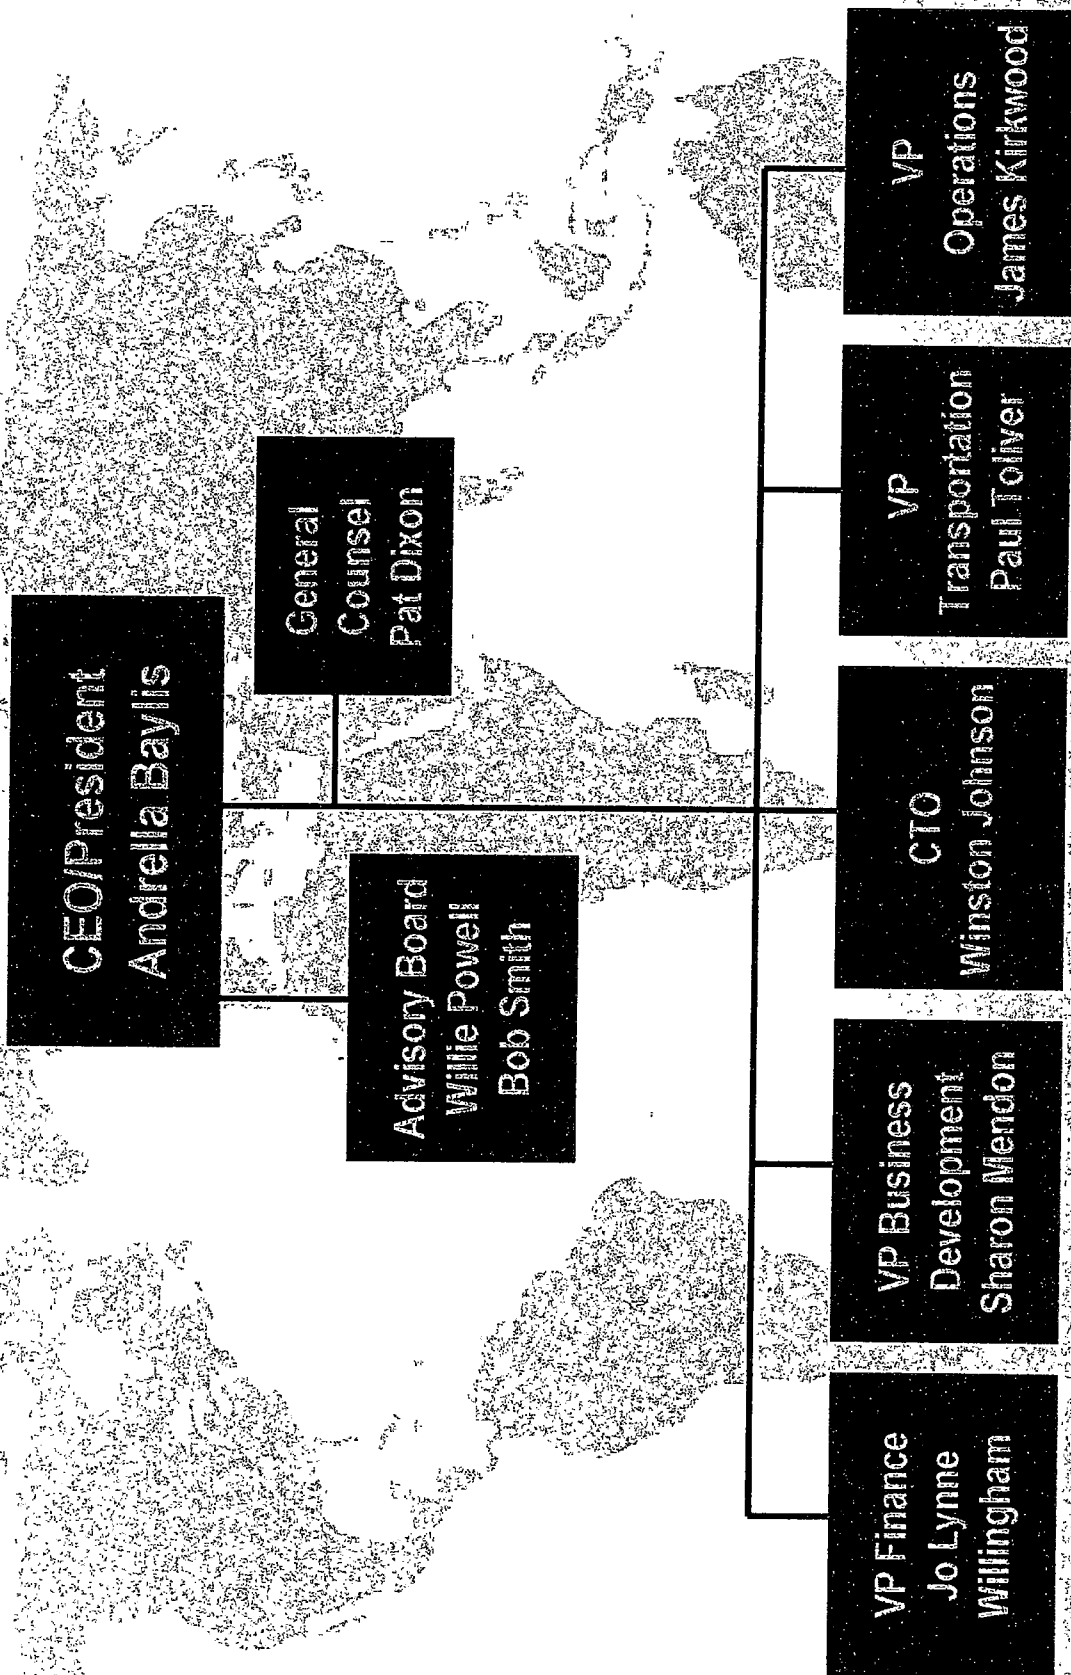 CEO/President
Andrella Baylis
General
Counsel
Pat Dixon
Advisory Board
Willie Powell
Bob Smith
VP Finance
Jo Lynne
Willingham
VP Business
Development
Sharon Mendon
CTO
Winston Johnson
VP
Transportation
Paul Toliver
VP
Operations
James Kirkwood